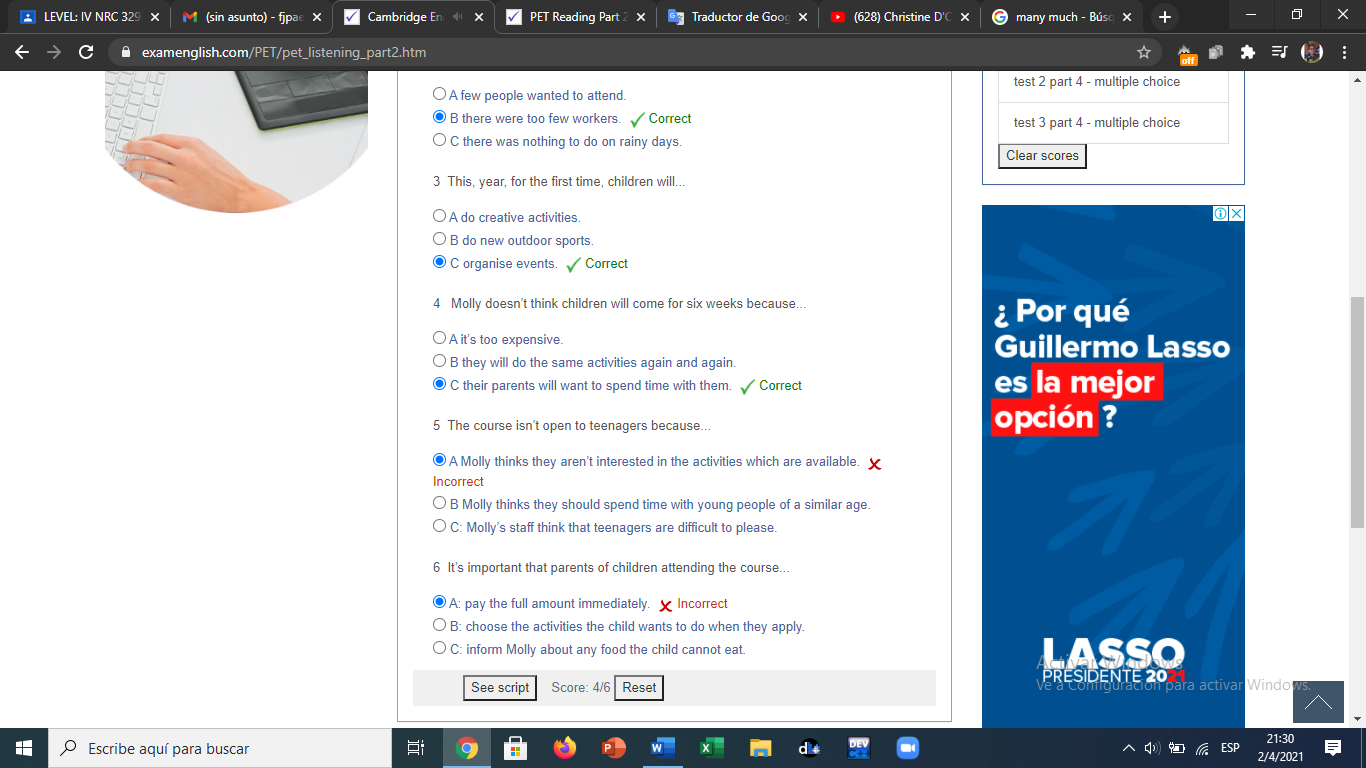 LEVEL: IV NRC 329
(sin asunto) - fjpae
Cambridge En
PET Reading Part 2
Traductor de Goog
(628) Christine D'C
many much - Búsq
examenglish.com/PET/pet_listening_part2.htm
off
A few people wanted to attend.
B there were too few workers. Correct
C there was nothing to do on rainy days.
3 This, year, for the first time, children will...
A do creative activities.
B do new outdoor sports.
C organise events. Correct
4 Molly doesn't think children will come for six weeks because...
A it's too expensive.
B they will do the same activities again and again.
C their parents will want to spend time with them. Correct
5 The course isn't open to teenagers because...
A Molly thinks they aren't interested in the activities which are available.
Incorrect
B Molly thinks they should spend time with young people of a similar age.
C: Molly's staff think that teenagers are difficult to please.
6 It's important that parents of children attending the course...
A: pay the full amount immediately. Incorrect
B: choose the activities the child wants to do when they apply.
C: inform Molly about any food the child cannot eat.
See script Score: 4/6 Reset
test 2 part 4 - multiple choice
test 3 part 4 - multiple choice
Clear scores
¿ Por qué
Guillermo Lasso
es la mejor
opción ?
LASSO
PRESIDENTE 2021
Activar Windows
Ve a Configuración para activar Windows.
Escribe aquí para buscar
DEV
ESP
21:30
2/4/2021